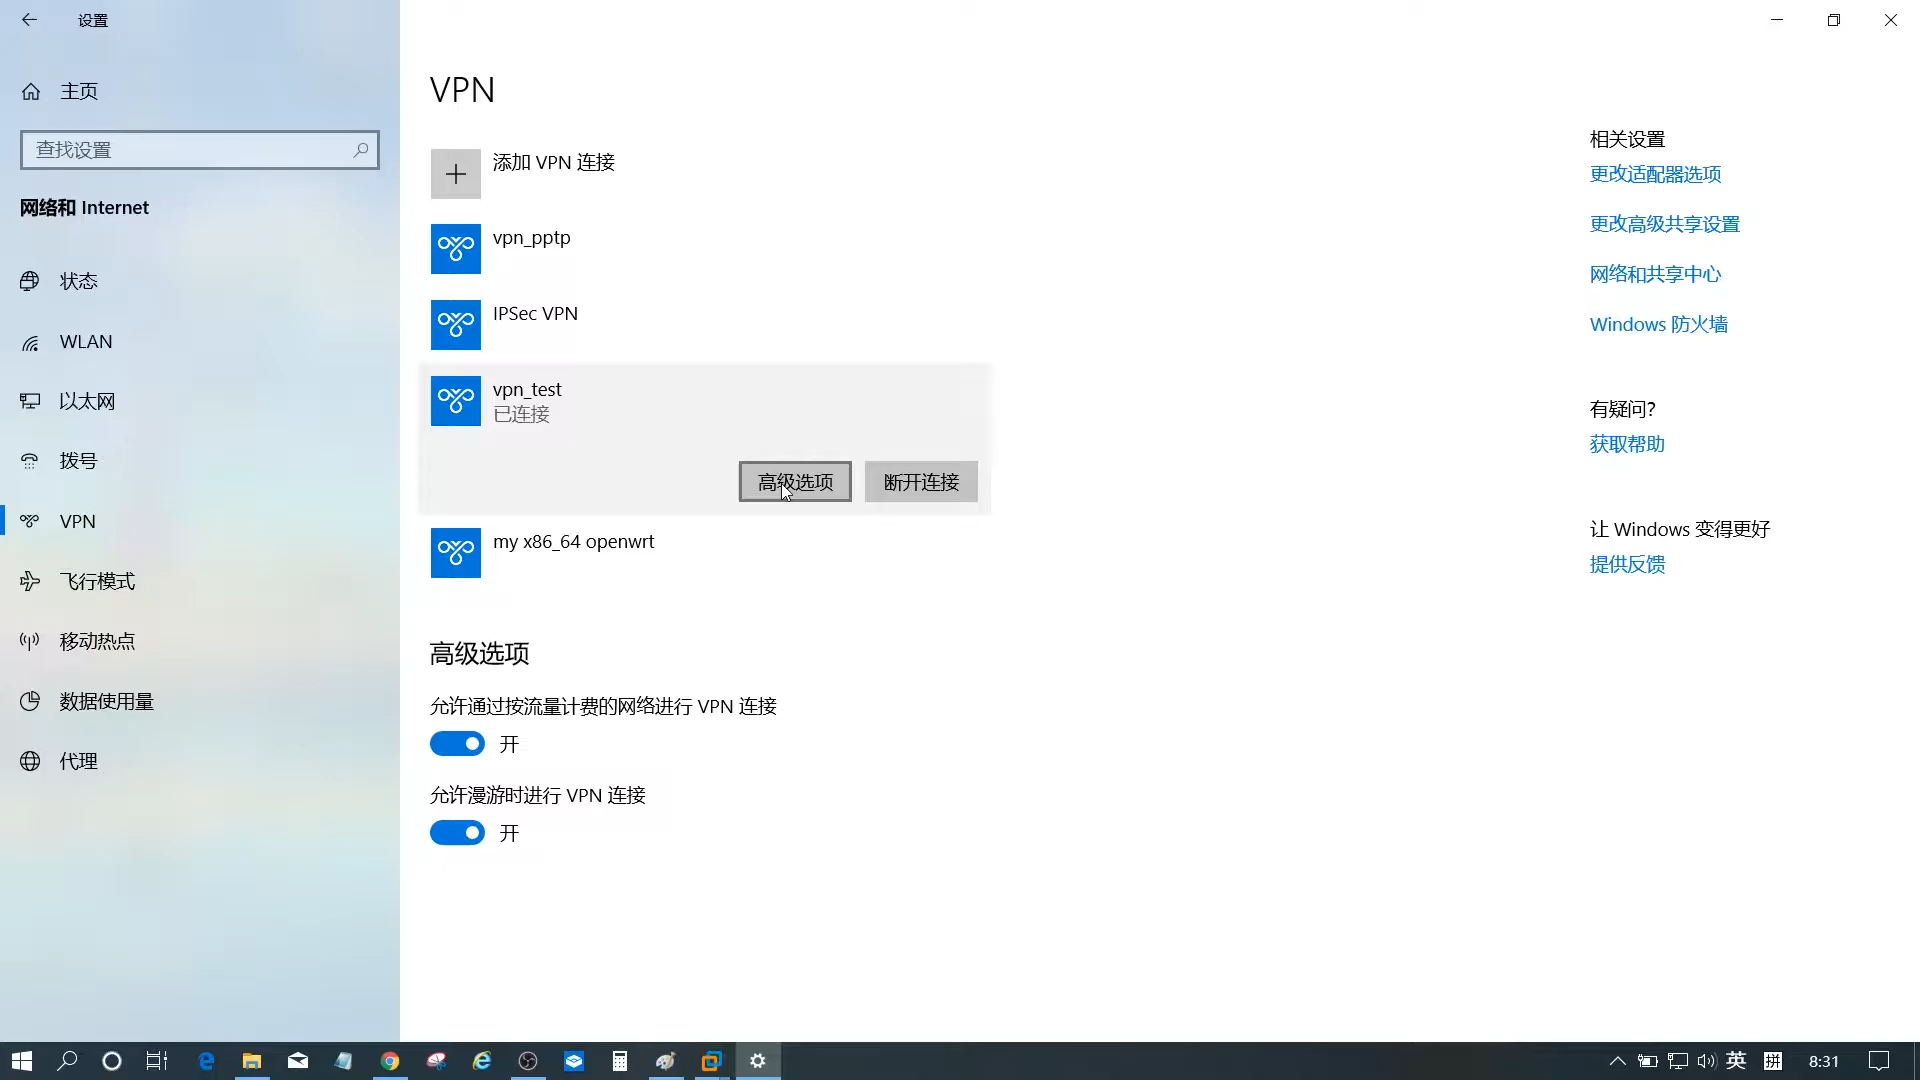 设置
主页
查找设置
网络和 Internet
状态
WLAN
以太网
拨号
VPN
飞行模式
移动热点
数据使用量
代理
VPN
添加 VPN 连接
vpn_pptp
IPSec VPN
vpn_test
已连接
高级选项
断开连接
my x86_64 openwrt
高级选项
允许通过按流量计费的网络进行 VPN 连接
开
允许漫游时进行 VPN 连接
开
相关设置
更改适配器选项
更改高级共享设置
网络和共享中心
Windows 防火墙
有疑问?
获取帮助
让 Windows 变得更好
提供反馈
英
拼
8:31